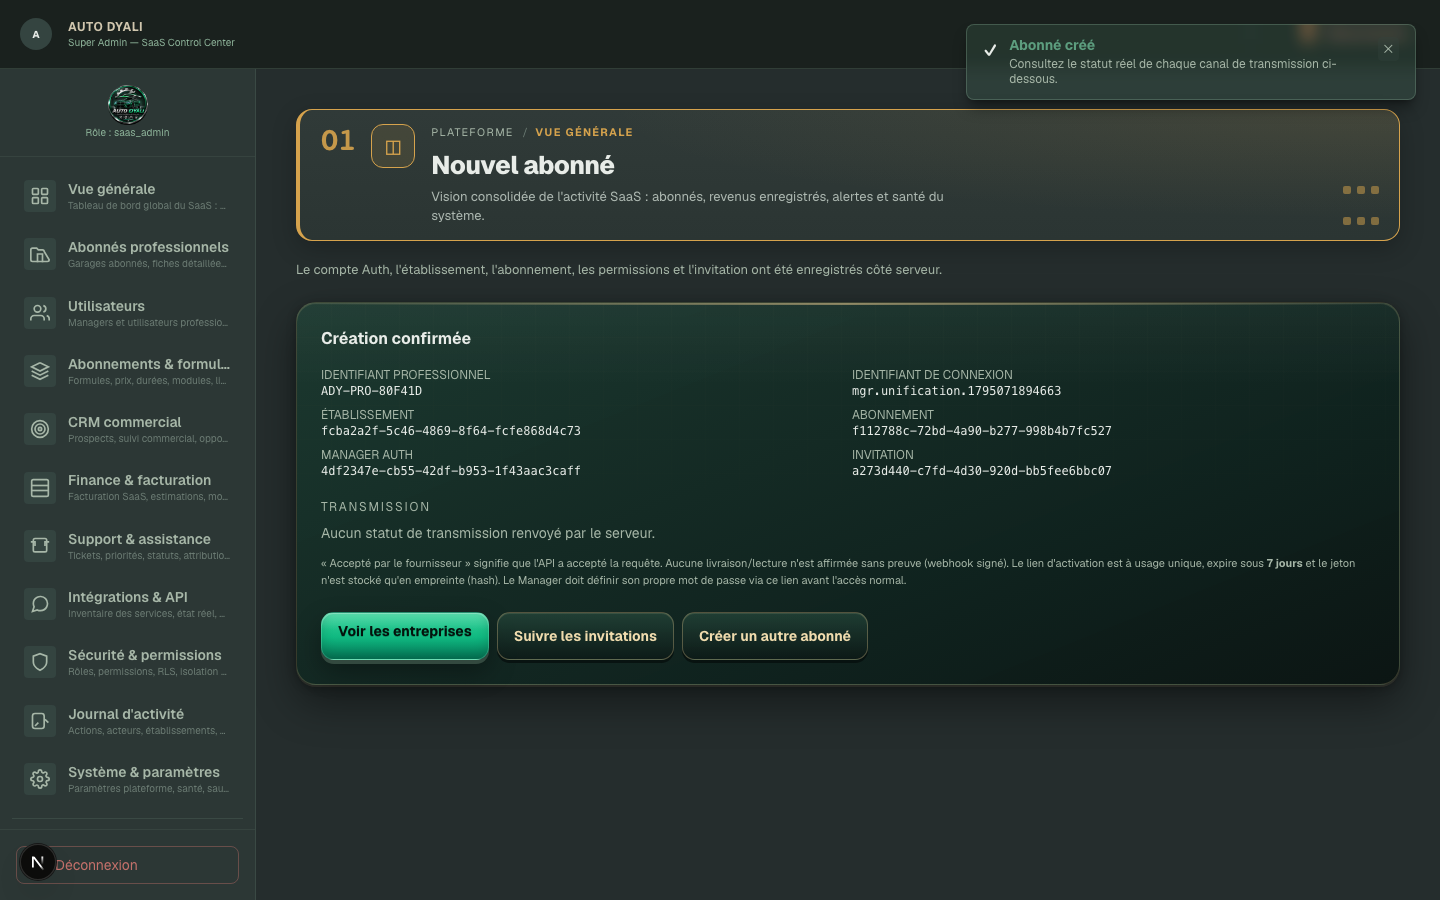 A
AUTO DYALI
Super Admin — SaaS Control Center
Abonné créé
Consultez le statut réel de chaque canal de transmission ci-
dessous.
AUTO DYALI
Rôle : saas_admin
Vue générale
Tableau de bord global du SaaS : ...
Abonnés professionnels
Garages abonnés, fiches détaillée...
Utilisateurs
Managers et utilisateurs professio...
Abonnements & formul...
Formules, prix, durées, modules, li...
CRM commercial
Prospects, suivi commercial, oppo...
Finance & facturation
Facturation SaaS, estimations, mo...
Support & assistance
Tickets, priorités, statuts, attributio...
Intégrations & API
Inventaire des services, état réel, ...
Sécurité & permissions
Rôles, permissions, RLS, isolation ...
Journal d'activité
Actions, acteurs, établissements, ...
Système & paramètres
Paramètres plateforme, santé, sau...
N
Déconnexion
01
PLATEFORME / VUE GÉNÉRALE
Nouvel abonné
Vision consolidée de l'activité SaaS : abonnés, revenus enregistrés, alertes et santé du
système.
Le compte Auth, l'établissement, l'abonnement, les permissions et l'invitation ont été enregistrés côté serveur.
Création confirmée
IDENTIFIANT PROFESSIONNEL
ADY-PRO-80F41D
IDENTIFIANT DE CONNEXION
mgr.unification.1795071894663
ÉTABLISSEMENT
fcba2a2f-5c46-4869-8f64-fcfe868d4c73
ABONNEMENT
f112788c-72bd-4a90-b277-998b4b7fc527
MANAGER AUTH
4df2347e-cb55-42df-b953-1f43aac3caff
INVITATION
a273d440-c7fd-4d30-920d-bb5fee6bbc07
TRANSMISSION
Aucun statut de transmission renvoyé par le serveur.
« Accepté par le fournisseur » signifie que l'API a accepté la requête. Aucune livraison/lecture n'est affirmée sans preuve (webhook signé). Le lien d'activation est à usage unique, expire sous 7 jours et le jeton
n'est stocké qu'en empreinte (hash). Le Manager doit définir son propre mot de passe via ce lien avant l'accès normal.
Voir les entreprises
Suivre les invitations
Créer un autre abonné